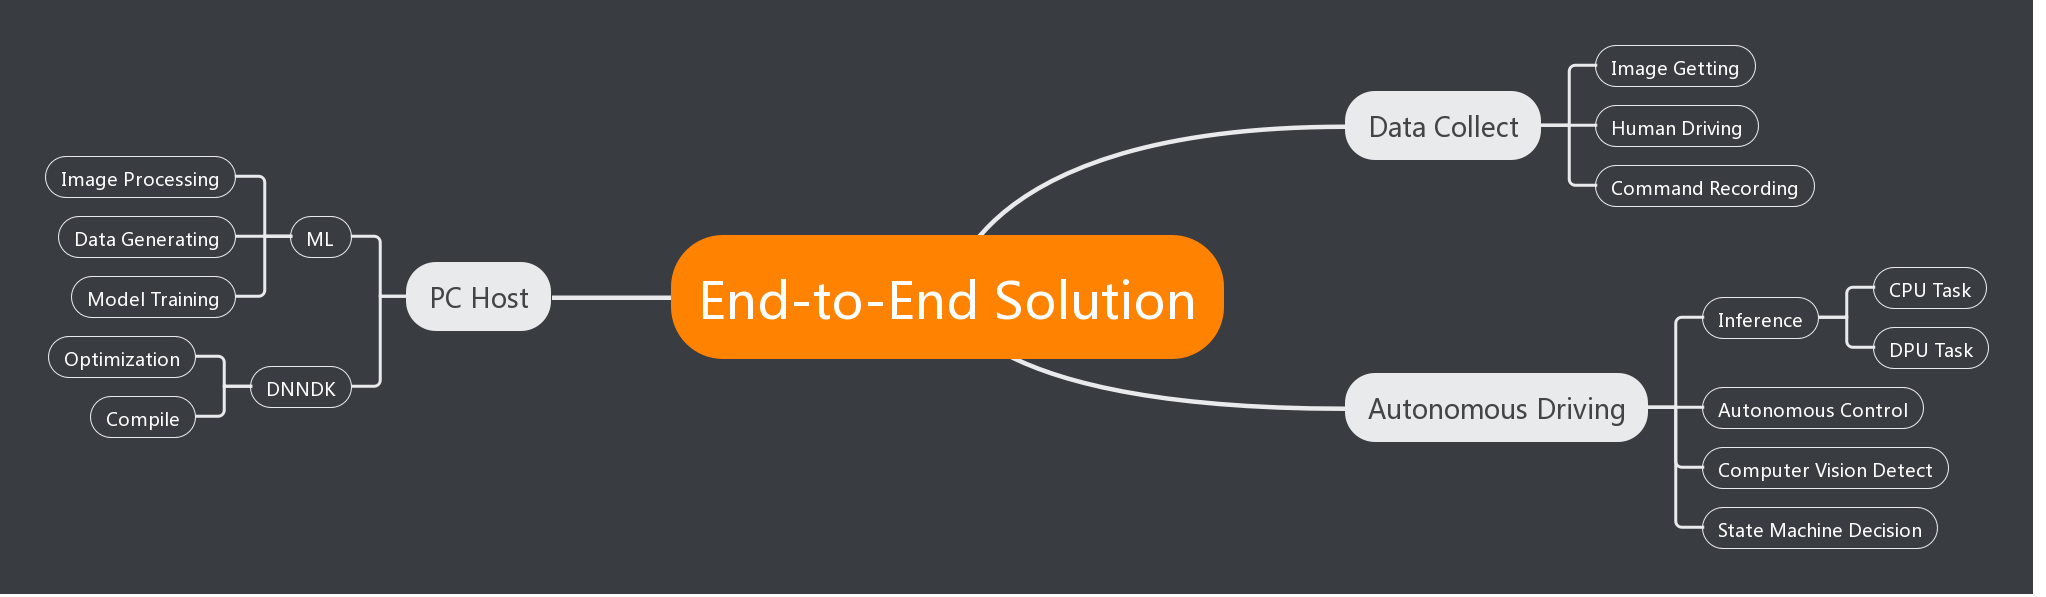 End-to-End Solution
Data Collect
Image Getting
Human Driving
Command Recording
Autonomous Driving
Inference
CPU Task
DPU Task
Autonomous Control
Computer Vision Detect
State Machine Decision
PC Host
ML
Image Processing
Data Generating
Model Training
DNNDK
Optimization
Compile